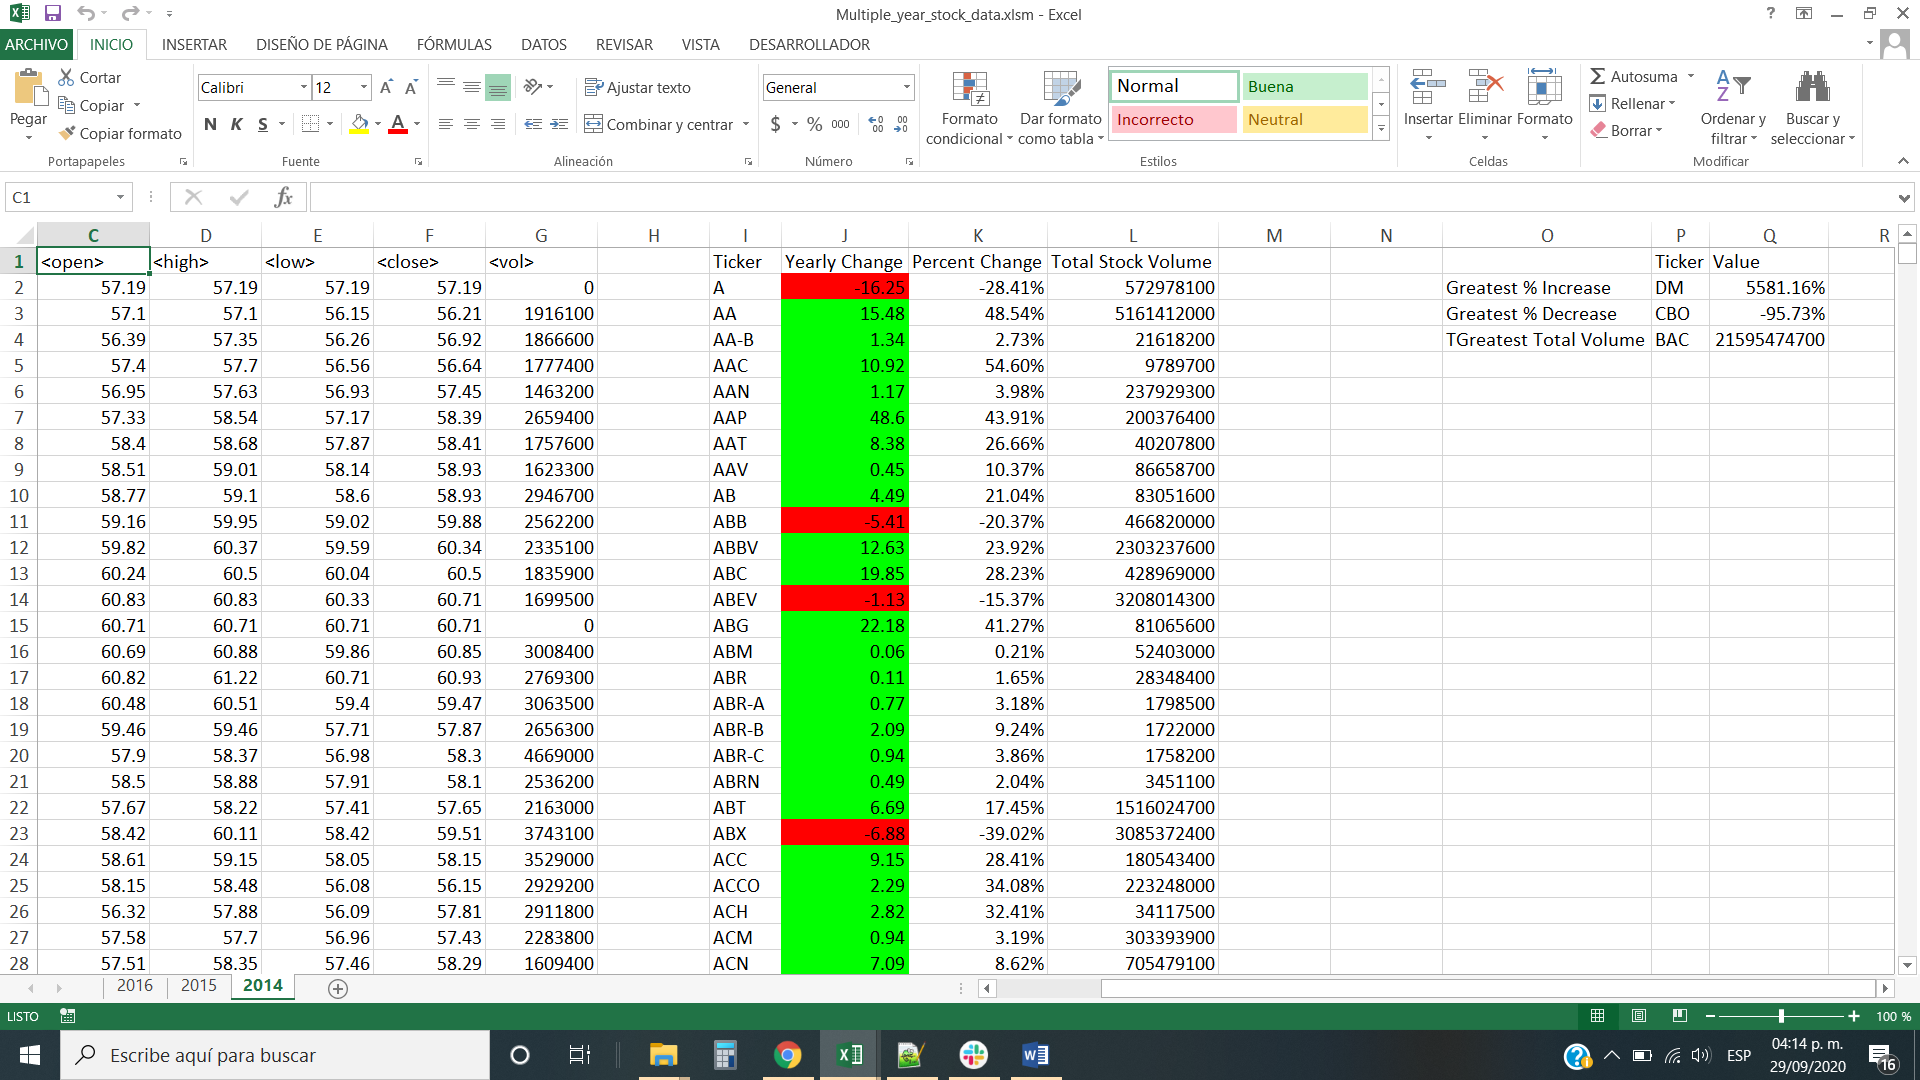 Multiple_year_stock_data.xlsm - Excel
?
ARCHIVO INICIO INSERTAR DISEÑO DE PÁGINA FÓRMULAS DATOS REVISAR VISTA DESARROLLADOR
Pegar
Cortar
Copiar
Copiar formato
Portapapeles
Calibri 12
N K S
Fuente
Ajustar texto
Combinar y centrar
Alineación
General
$ % 000
Número
Formato condicional
Dar formato como tabla
Normal Buena
Incorrecto Neutral
Estilos
Insertar Eliminar Formato
Celdas
Autosuma
Rellenar
Borrar
Ordenar y filtrar
Buscar y seleccionar
Modificar
C1 fx
C D E F G H I J K L M N O P Q R
1 <open> <high> <low> <close> <vol> Ticker Yearly Change Percent Change Total Stock Volume Ticker Value
2 57.19 57.19 57.19 57.19 0 A -16.25 -28.41% 572978100 Greatest % Increase DM 5581.16%
3 57.1 57.1 56.15 56.21 1916100 AA 15.48 48.54% 5161412000 Greatest % Decrease CBO -95.73%
4 56.39 57.35 56.26 56.92 1866600 AA-B 1.34 2.73% 21618200 TGreatest Total Volume BAC 21595474700
5 57.4 57.7 56.56 56.64 1777400 AAC 10.92 54.60% 9789700
6 56.95 57.63 56.93 57.45 1463200 AAN 1.17 3.98% 237929300
7 57.33 58.54 57.17 58.39 2659400 AAP 48.6 43.91% 200376400
8 58.4 58.68 57.87 58.41 1757600 AAT 8.38 26.66% 40207800
9 58.51 59.01 58.14 58.93 1623300 AAV 0.45 10.37% 86658700
10 58.77 59.1 58.6 58.93 2946700 AB 4.49 21.04% 83051600
11 59.16 59.95 59.02 59.88 2562200 ABB -5.41 -20.37% 466820000
12 59.82 60.37 59.59 60.34 2335100 ABBV 12.63 23.92% 2303237600
13 60.24 60.5 60.04 60.5 1835900 ABC 19.85 28.23% 428969000
14 60.83 60.83 60.33 60.71 1699500 ABEV -1.13 -15.37% 3208014300
15 60.71 60.71 60.71 60.71 0 ABG 22.18 41.27% 81065600
16 60.69 60.88 59.86 60.85 3008400 ABM 0.06 0.21% 52403000
17 60.82 61.22 60.71 60.93 2769300 ABR 0.11 1.65% 28348400
18 60.48 60.51 59.4 59.47 3063500 ABR-A 0.77 3.18% 1798500
19 59.46 59.46 57.71 57.87 2656300 ABR-B 2.09 9.24% 1722000
20 57.9 58.37 56.98 58.3 4669000 ABR-C 0.94 3.86% 1758200
21 58.5 58.88 57.91 58.1 2536200 ABRN 0.49 2.04% 3451100
22 57.67 58.22 57.41 57.65 2163000 ABT 6.69 17.45% 1516024700
23 58.42 60.11 58.42 59.51 3743100 ABX -6.88 -39.02% 3085372400
24 58.61 59.15 58.05 58.15 3529000 ACC 9.15 28.41% 180543400
25 58.15 58.48 56.08 56.15 2929200 ACCO 2.29 34.08% 223248000
26 56.32 57.88 56.09 57.81 2911800 ACH 2.82 32.41% 34117500
27 57.58 57.7 56.96 57.43 2283800 ACM 0.94 3.19% 303393900
28 57.51 58.35 57.46 58.29 1609400 ACN 7.09 8.62% 705479100
2016 2015 2014
LISTO 100 %
Escribe aquí para buscar
ESP
04:14 p. m.
29/09/2020
16